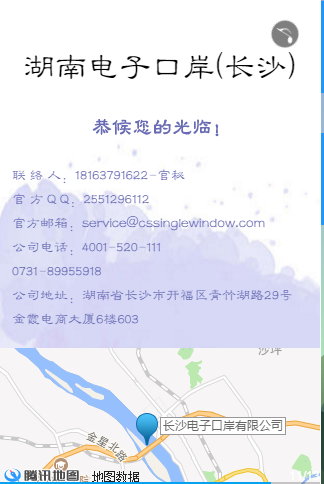 湖南电子口岸(长沙)
恭候您的光临!
联 络 人：18163791622-官秘
官 方 Q Q：2551296112
官方邮箱：service@cssinglewindow.com
公司电话：4001-520-111
0731-89955918
公司地址：湖南省长沙市开福区青竹湖路29号
金霞电商大厦6楼603
沙坪
长沙电子口岸有限公司
金星北路
腾讯地图
地图数据